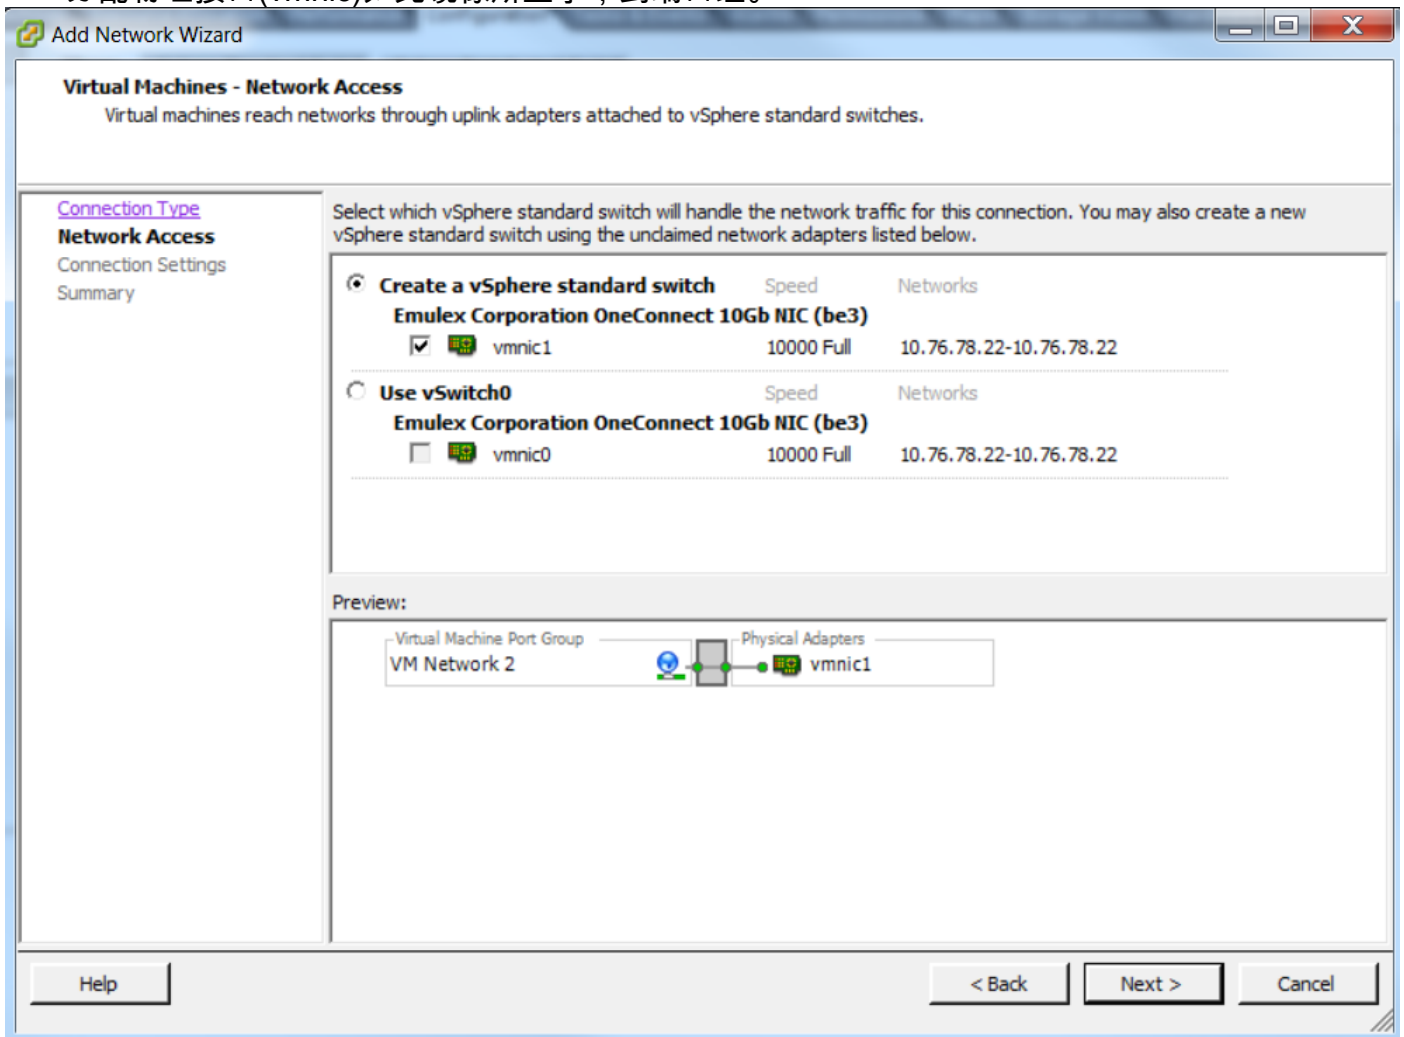 Add Network Wizard
Virtual Machines - Network Access
Virtual machines reach networks through uplink adapters attached to vSphere standard switches.
Connection Type
Network Access
Connection Settings
Summary
Select which vSphere standard switch will handle the network traffic for this connection. You may also create a new
vSphere standard switch using the unclaimed network adapters listed below.
Create a vSphere standard switch Speed Networks
Emulex Corporation OneConnect 10Gb NIC (be3)
vmnic1 10000 Full 10.76.78.22-10.76.78.22
Use vSwitch0 Speed Networks
Emulex Corporation OneConnect 10Gb NIC (be3)
vmnic0 10000 Full 10.76.78.22-10.76.78.22
Preview:
Virtual Machine Port Group Physical Adapters
VM Network 2 vmnic1
Help < Back Next > Cancel